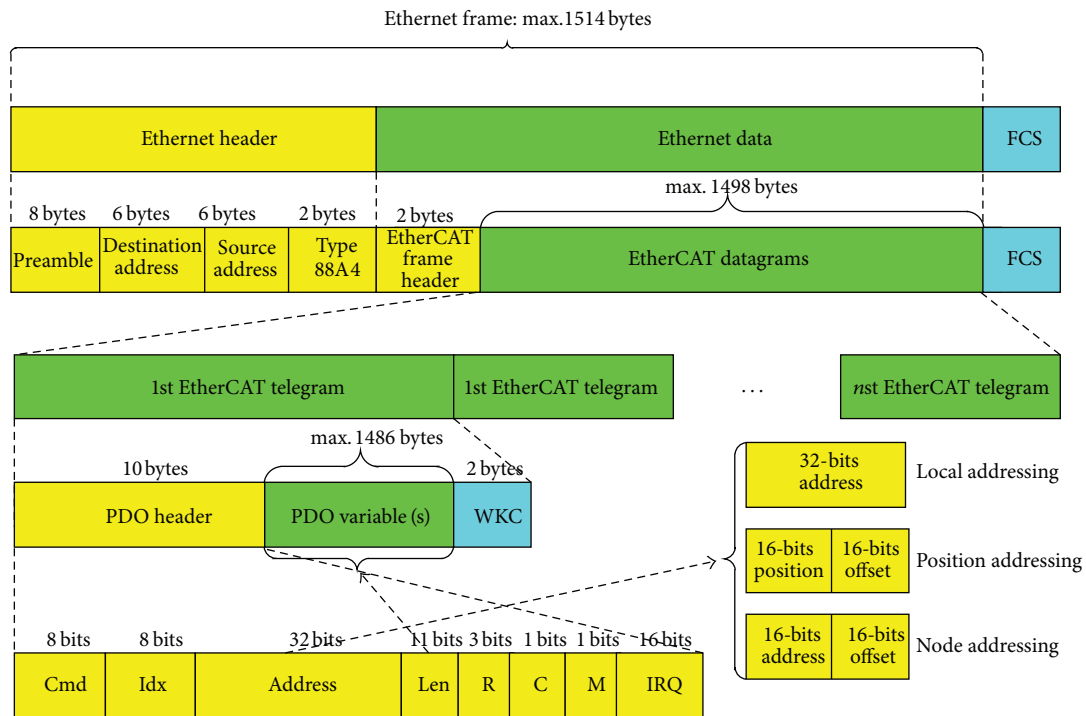 Ethernet frame: max.1514 bytes
Ethernet header
Ethernet data
FCS
max. 1498 bytes
8 bytes
6 bytes
6 bytes
2 bytes
2 bytes
Preamble
Destination
address
Source
address
Type
88A4
EtherCAT
frame
header
EtherCAT datagrams
FCS
1st EtherCAT telegram
1st EtherCAT telegram
...
nst EtherCAT telegram
max. 1486 bytes
10 bytes
2 bytes
PDO header
PDO variable (s)
WKC
32-bits
address
Local addressing
16-bits
position
16-bits
offset
Position addressing
16-bits
address
16-bits
offset
Node addressing
8 bits
8 bits
32 bits
11 bits
3 bits
1 bits
1 bits
16 bits
Cmd
Idx
Address
Len
R
C
M
IRQ